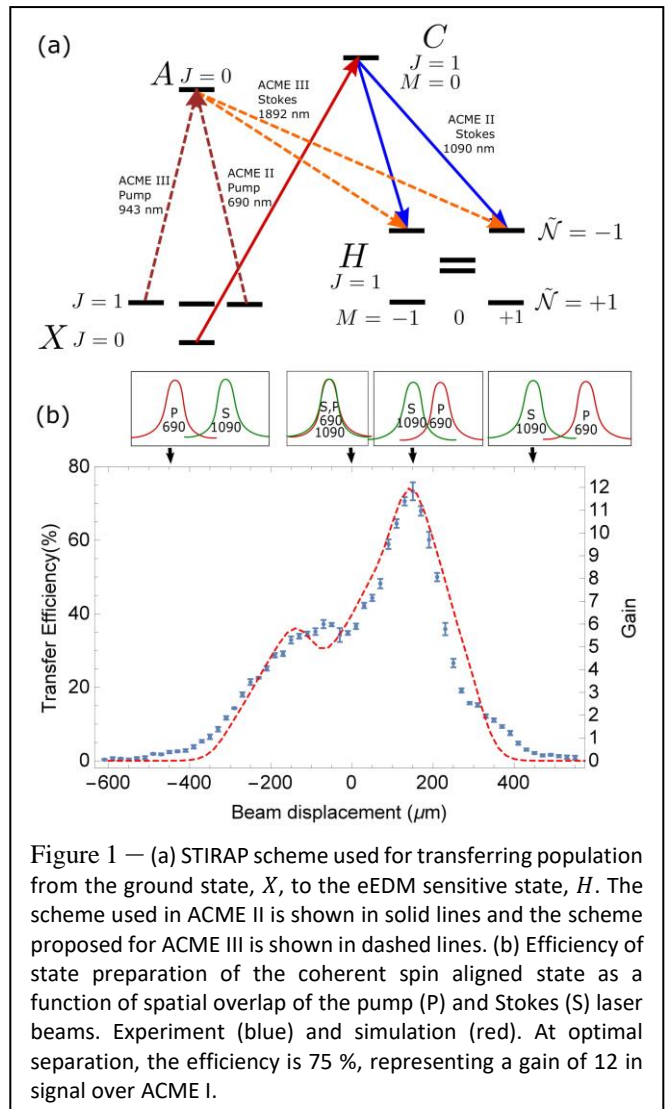 (a)
C
J = 1
M = 0
A J = 0
ACME III
Stokes
1892 nm
ACME II
Stokes
1090 nm
ACME III
Pump
943 nm
ACME II
Pump
690 nm
Ñ = −1
H
J = 1
J = 1
M = −1 0 +1 Ñ = +1
X J = 0
P
690
S
1090
S,P
690
1090
S
1090
P
690
S
1090
P
690
(b)
80
60
40
20
0
Transfer Efficiency(%)
12
11
10
9
8
7
6
5
4
3
2
1
0
Gain
−600 −400 −200 0 200 400
Beam displacement (μm)
Figure 1 — (a) STIRAP scheme used for transferring population
from the ground state, X, to the eEDM sensitive state, H. The
scheme used in ACME II is shown in solid lines and the scheme
proposed for ACME III is shown in dashed lines. (b) Efficiency of
state preparation of the coherent spin aligned state as a
function of spatial overlap of the pump (P) and Stokes (S) laser
beams. Experiment (blue) and simulation (red). At optimal
separation, the efficiency is 75 %, representing a gain of 12 in
signal over ACME I.